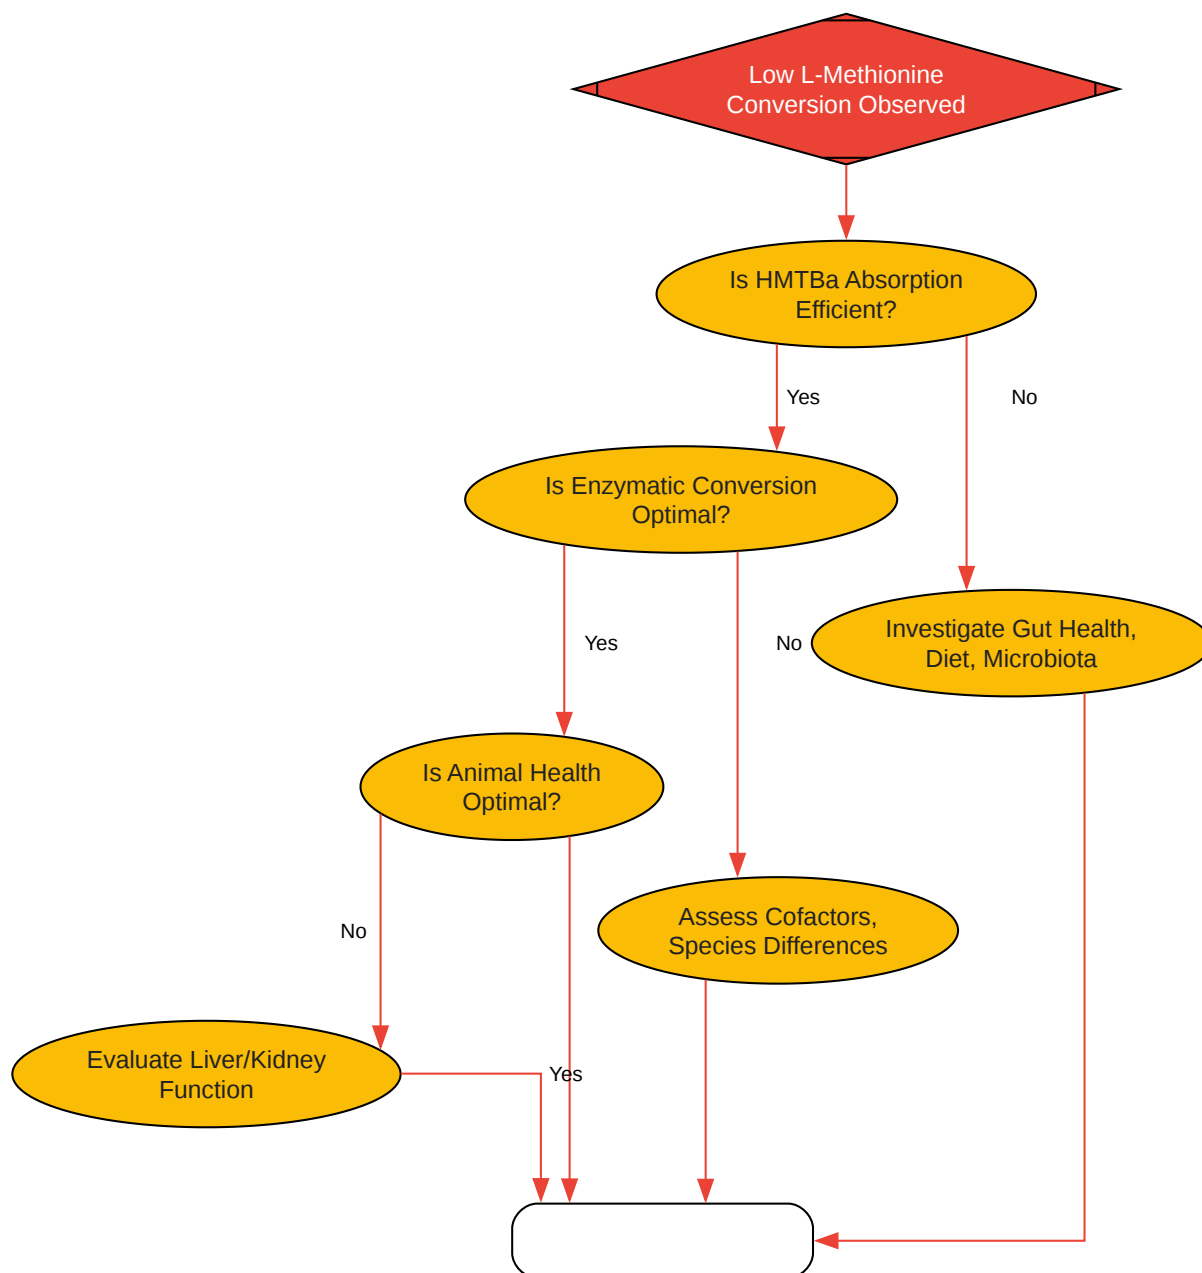 Low L-Methionine
Conversion Observed
Is HMTBa Absorption
Efficient?
Yes
No
Is Enzymatic Conversion
Optimal?
Yes
No
Investigate Gut Health,
Diet, Microbiota
Is Animal Health
Optimal?
No
Assess Cofactors,
Species Differences
Evaluate Liver/Kidney
Function
Yes